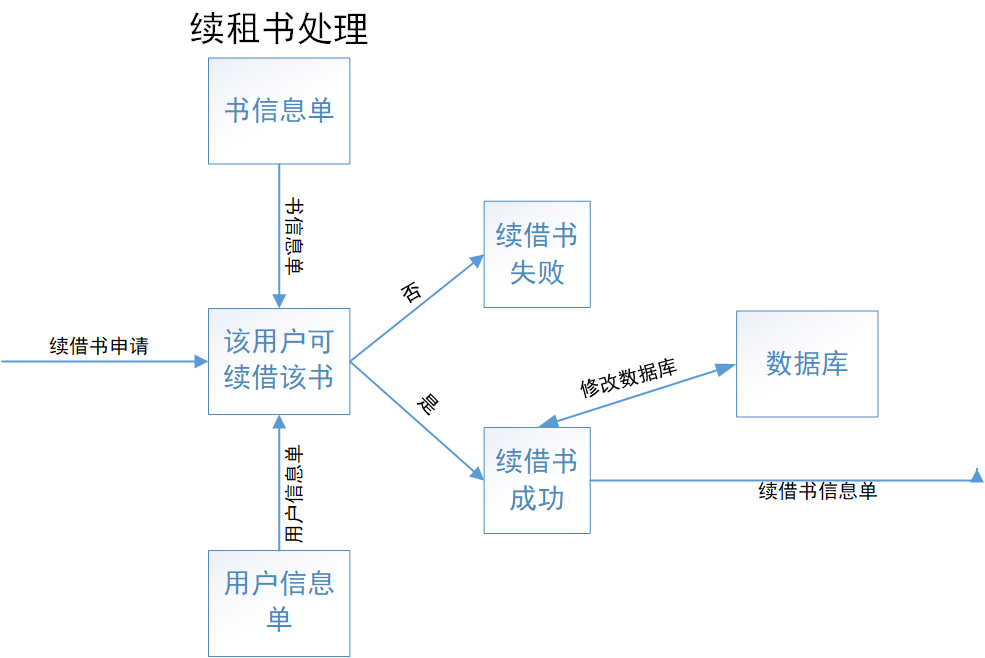 续租书处理
书信息单
书信息单
否
续借书
失败
续借书申请
该用户可
续借该书
修改数据库
数据库
是
续借书
成功
续借书信息单
用户信息单
用户信息
单